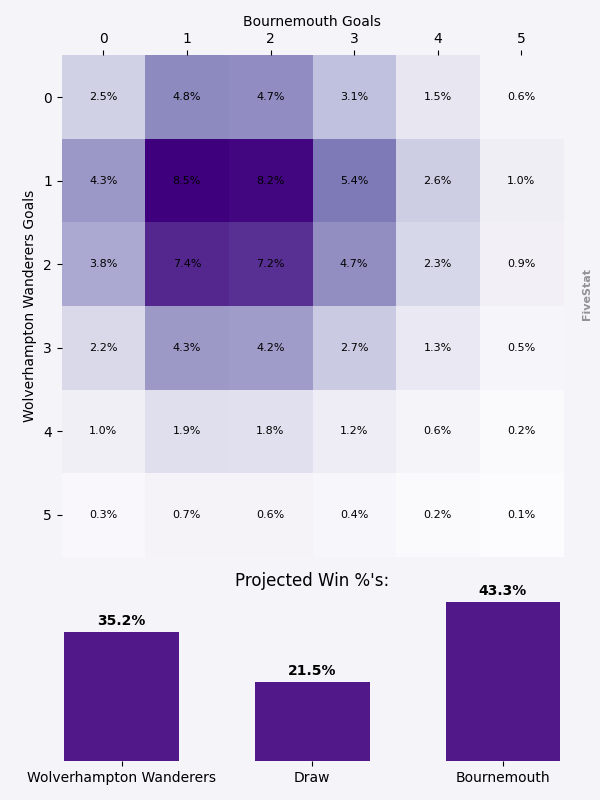 Bournemouth Goals
0 1 2 3 4 5
Wolverhampton Wanderers Goals
0 2.5% 4.8% 4.7% 3.1% 1.5% 0.6%
1 4.3% 8.5% 8.2% 5.4% 2.6% 1.0%
2 3.8% 7.4% 7.2% 4.7% 2.3% 0.9%
3 2.2% 4.3% 4.2% 2.7% 1.3% 0.5%
4 1.0% 1.9% 1.8% 1.2% 0.6% 0.2%
5 0.3% 0.7% 0.6% 0.4% 0.2% 0.1%
FiveStat
Projected Win %'s:
35.2% 21.5% 43.3%
Wolverhampton Wanderers Draw Bournemouth